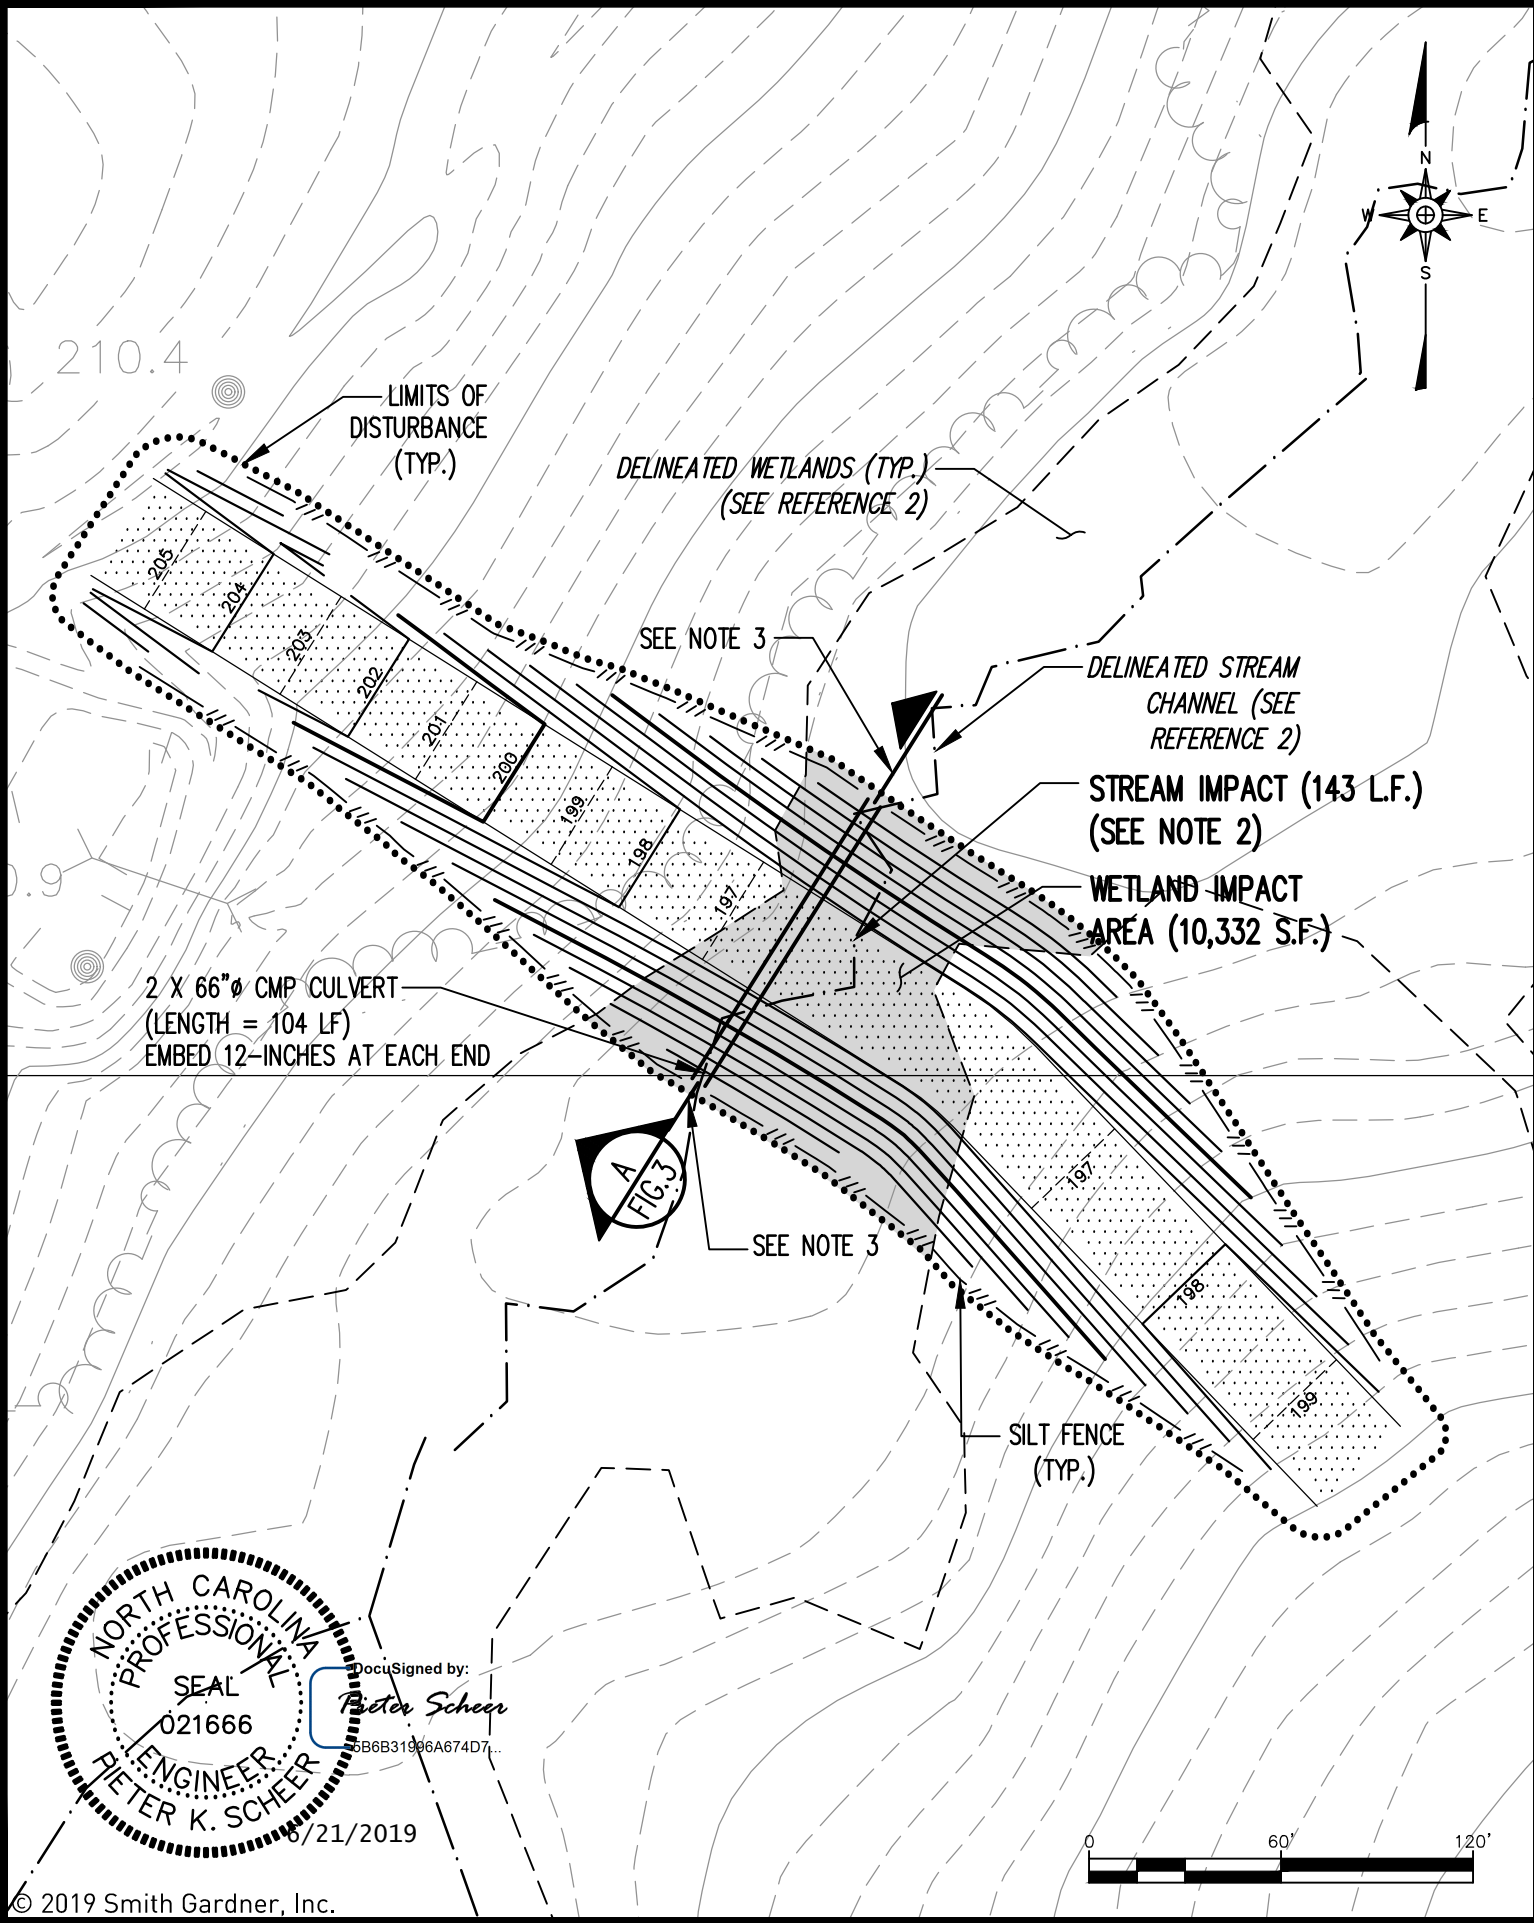 N
W
E
S
210.4
LIMITS OF
DISTURBANCE
(TYP.)
DELINEATED WETLANDS (TYP.)
(SEE REFERENCE 2)
205
204
203
202
201
200
199
198
197
SEE NOTE 3
DELINEATED STREAM
CHANNEL (SEE
REFERENCE 2)
STREAM IMPACT (143 L.F.)
(SEE NOTE 2)
WETLAND IMPACT
AREA (10,332 S.F.)
0.9
2 X 66"ø CMP CULVERT
(LENGTH = 104 LF)
EMBED 12-INCHES AT EACH END
A
FIG.3
SEE NOTE 3
197
198
199
SILT FENCE
(TYP.)
NORTH CAROLINA
PROFESSIONAL
SEAL
021666
ENGINEER
PIETER K. SCHEER
DocuSigned by:
Pieter Scheer
5B6B31996A674D7...
6/21/2019
0
60'
120'
© 2019 Smith Gardner, Inc.